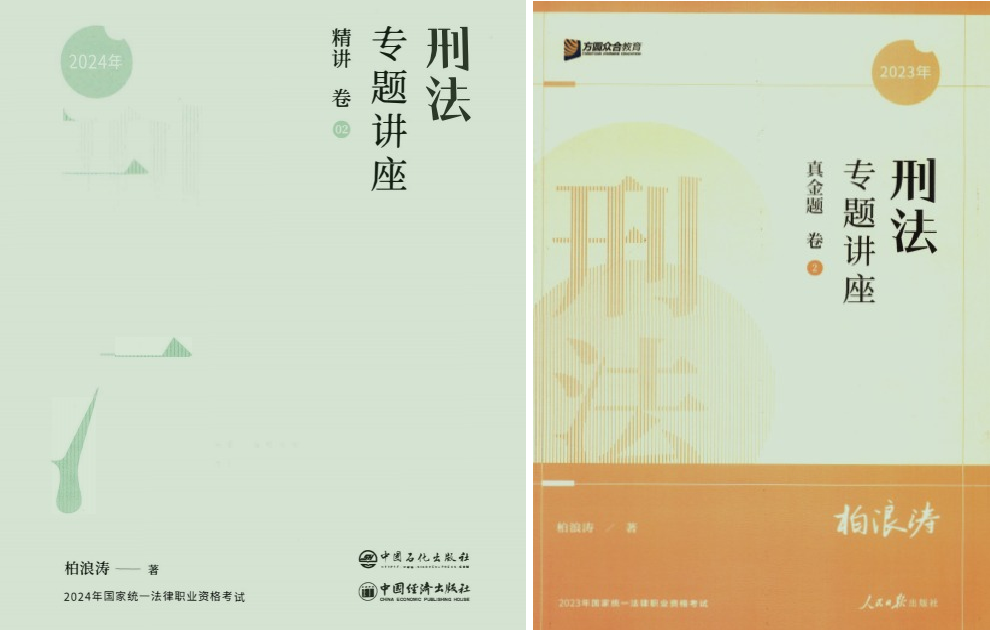 2024年
刑法
专题讲座
精讲 卷 02
柏浪涛 —— 著
2024年国家统一法律职业资格考试
中国石化出版社
中国经济出版社
CHINA ECONOMIC PUBLISHING HOUSE
方圆众合教育
2023年
刑法
专题讲座
真金题 卷 2
刑法
柏浪涛 / 著
柏浪涛
2023年国家统一法律职业资格考试
人民日报出版社